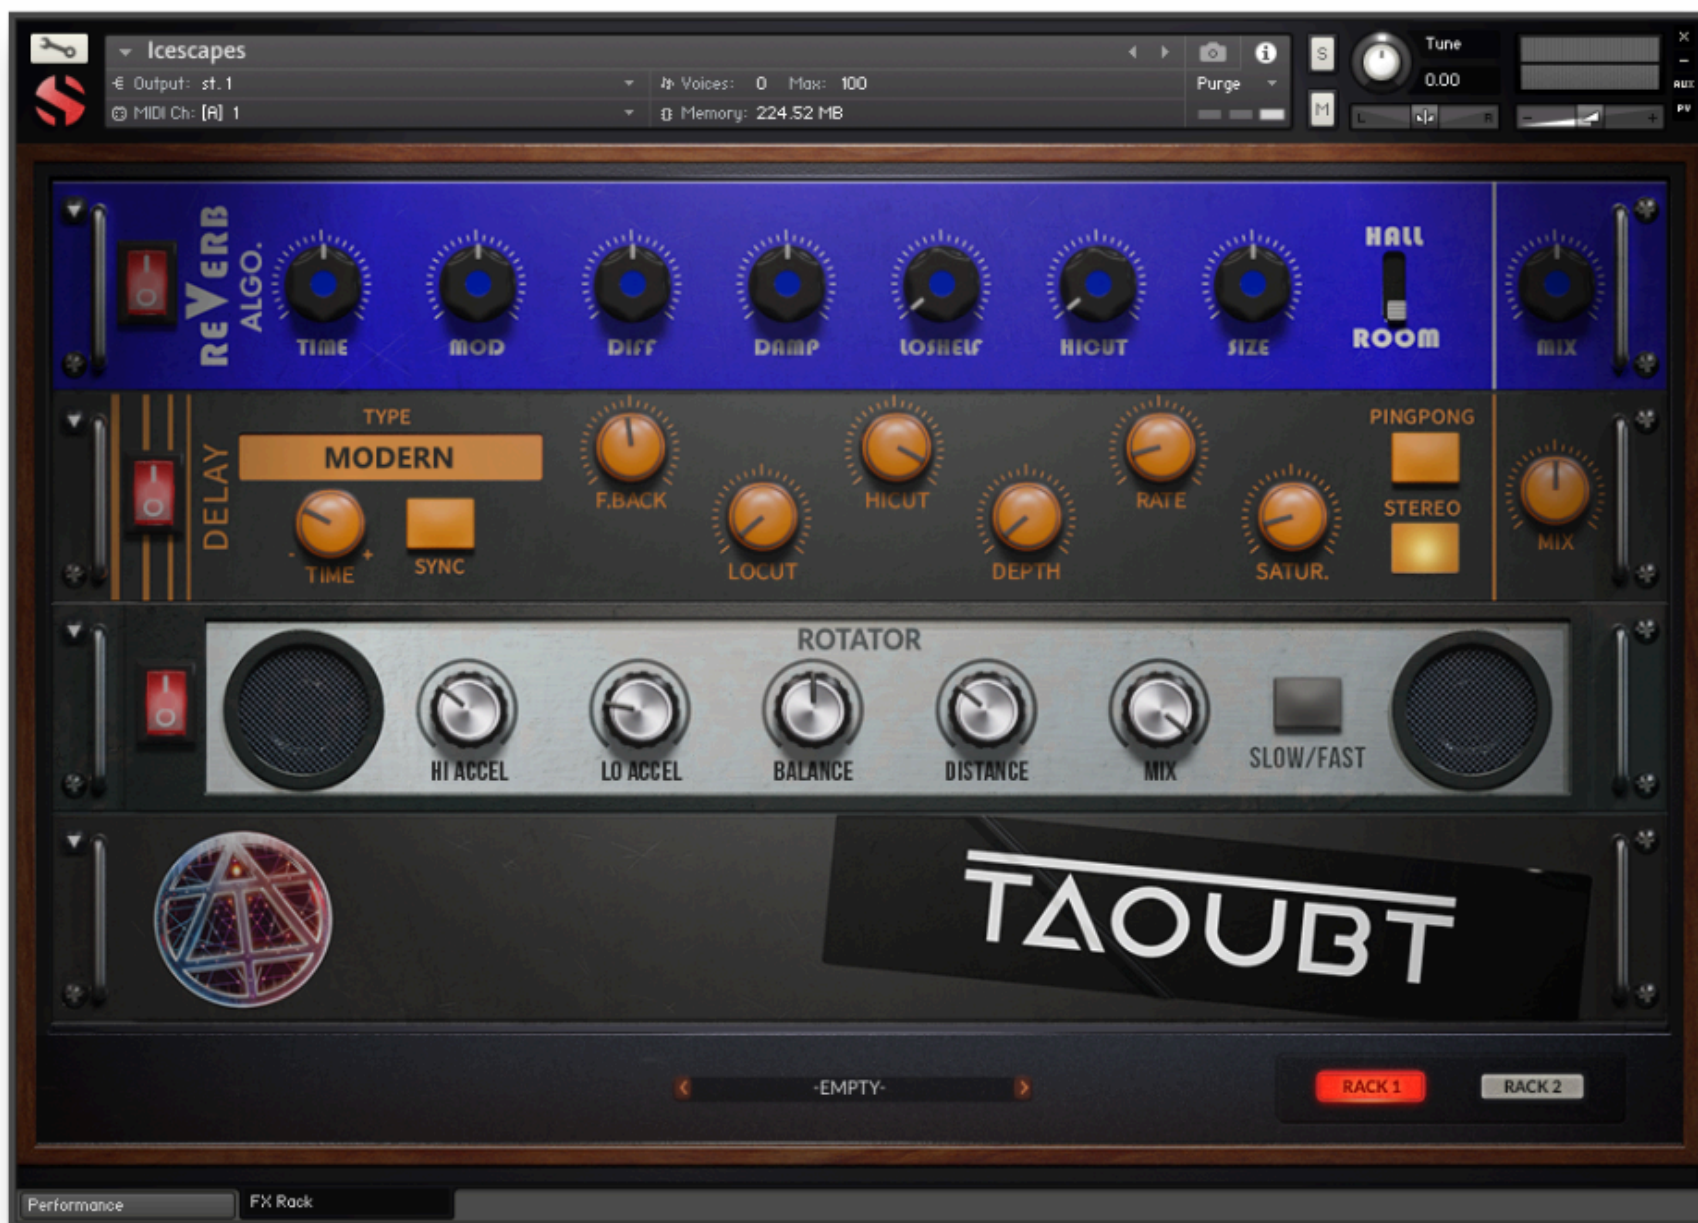 Icescapes
Output: st. 1
Voices: 0 Max: 100
Purge
MIDI Ch: [A] 1
Memory: 224.52 MB
S
M
Tune
0.00
L R
- +
×
-
AUX
PV
REVERB
ALGO.
TIME
MOD
DIFF
DAMP
LOSHELF
HICUT
SIZE
HALL
ROOM
MIX
DELAY
TYPE
MODERN
- +
TIME
SYNC
F.BACK
LOCUT
HICUT
DEPTH
RATE
SATUR.
PINGPONG
STEREO
MIX
ROTATOR
HI ACCEL
LO ACCEL
BALANCE
DISTANCE
MIX
SLOW/FAST
TAOUBT
-EMPTY-
RACK 1
RACK 2
Performance
FX Rack